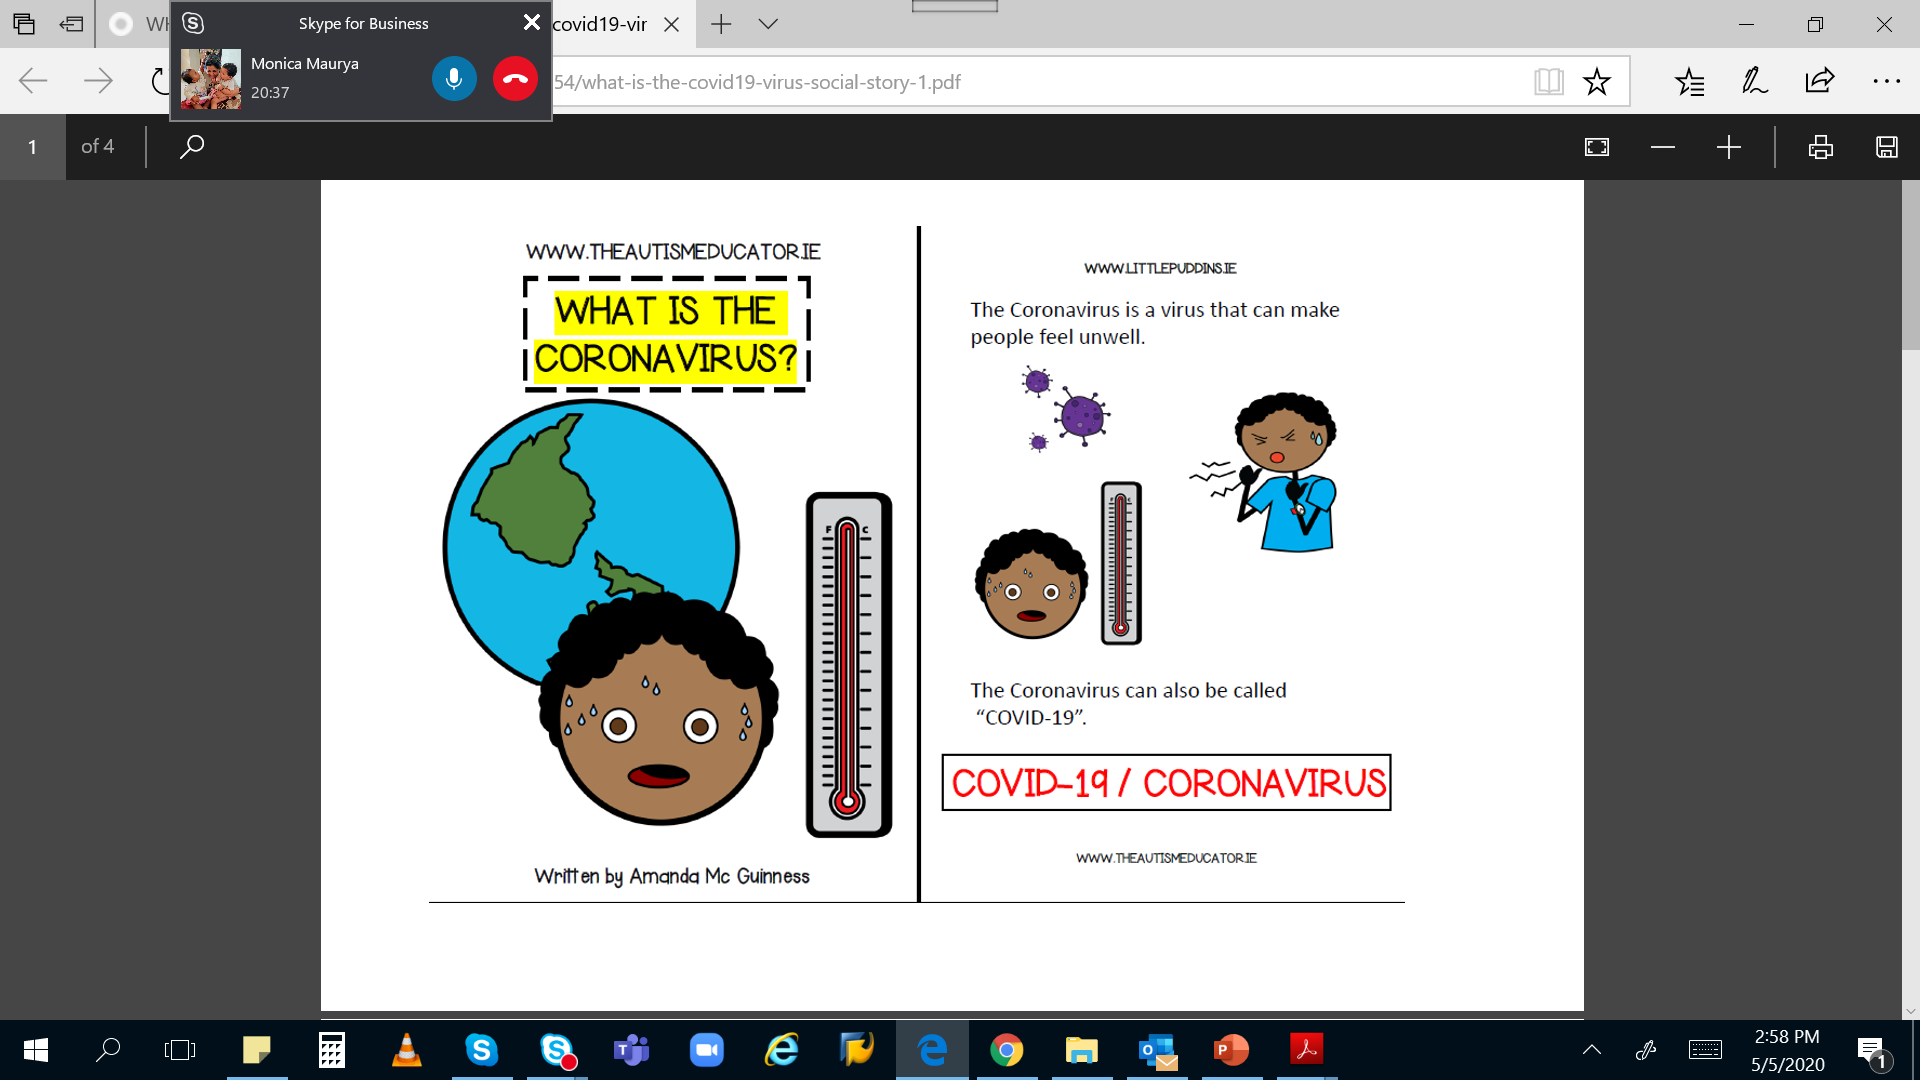 WH
Skype for Business
covid19-vir
Monica Maurya
20:37
54/what-is-the-covid19-virus-social-story-1.pdf
1
of 4
WWW.THEAUTISMEDUCATOR.IE
WHAT IS THE
CORONAVIRUS?
F C
Written by Amanda Mc Guinness
WWW.LITTLEPUDDINS.IE
The Coronavirus is a virus that can make
people feel unwell.
F C
The Coronavirus can also be called
“COVID-19”.
COVID-19 / CORONAVIRUS
WWW.THEAUTISMEDUCATOR.IE
2:58 PM
5/5/2020
1